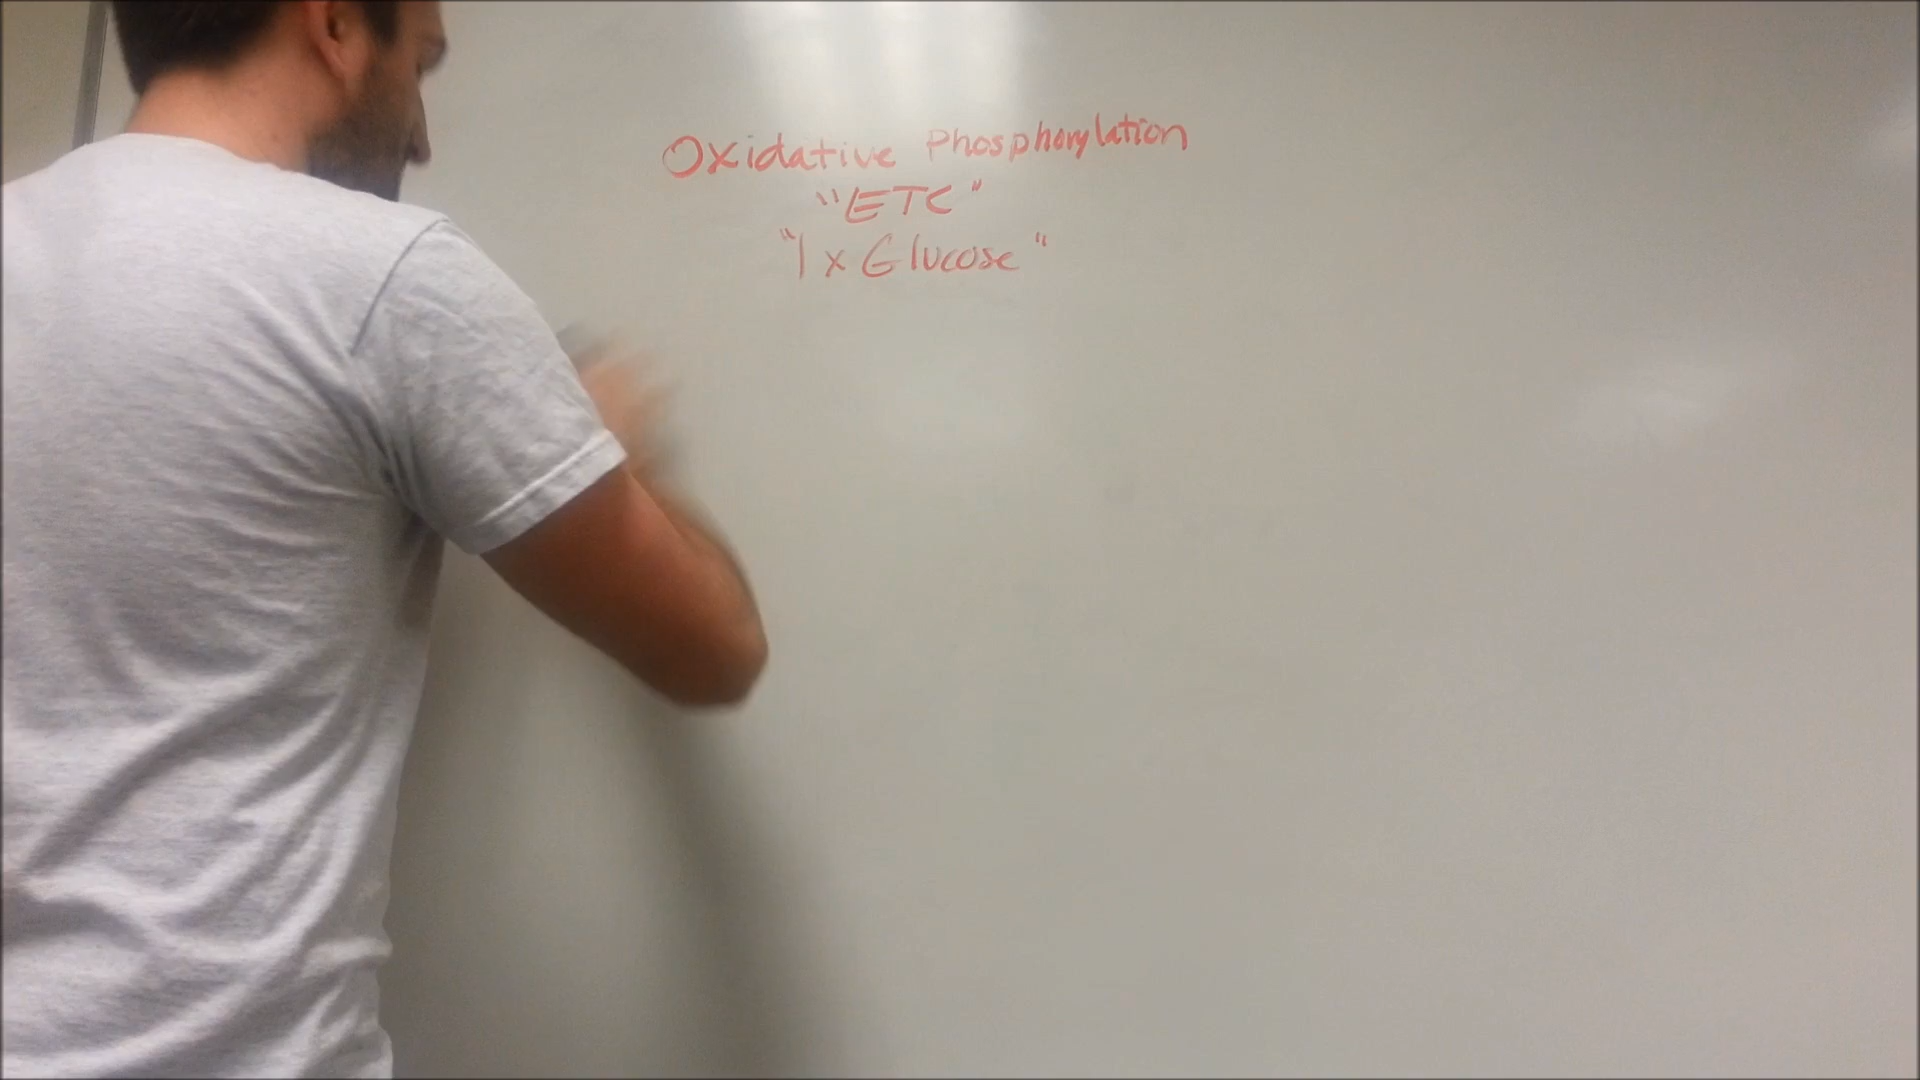 Oxidative Phosphorylation
"ETC"
"1 x Glucose"